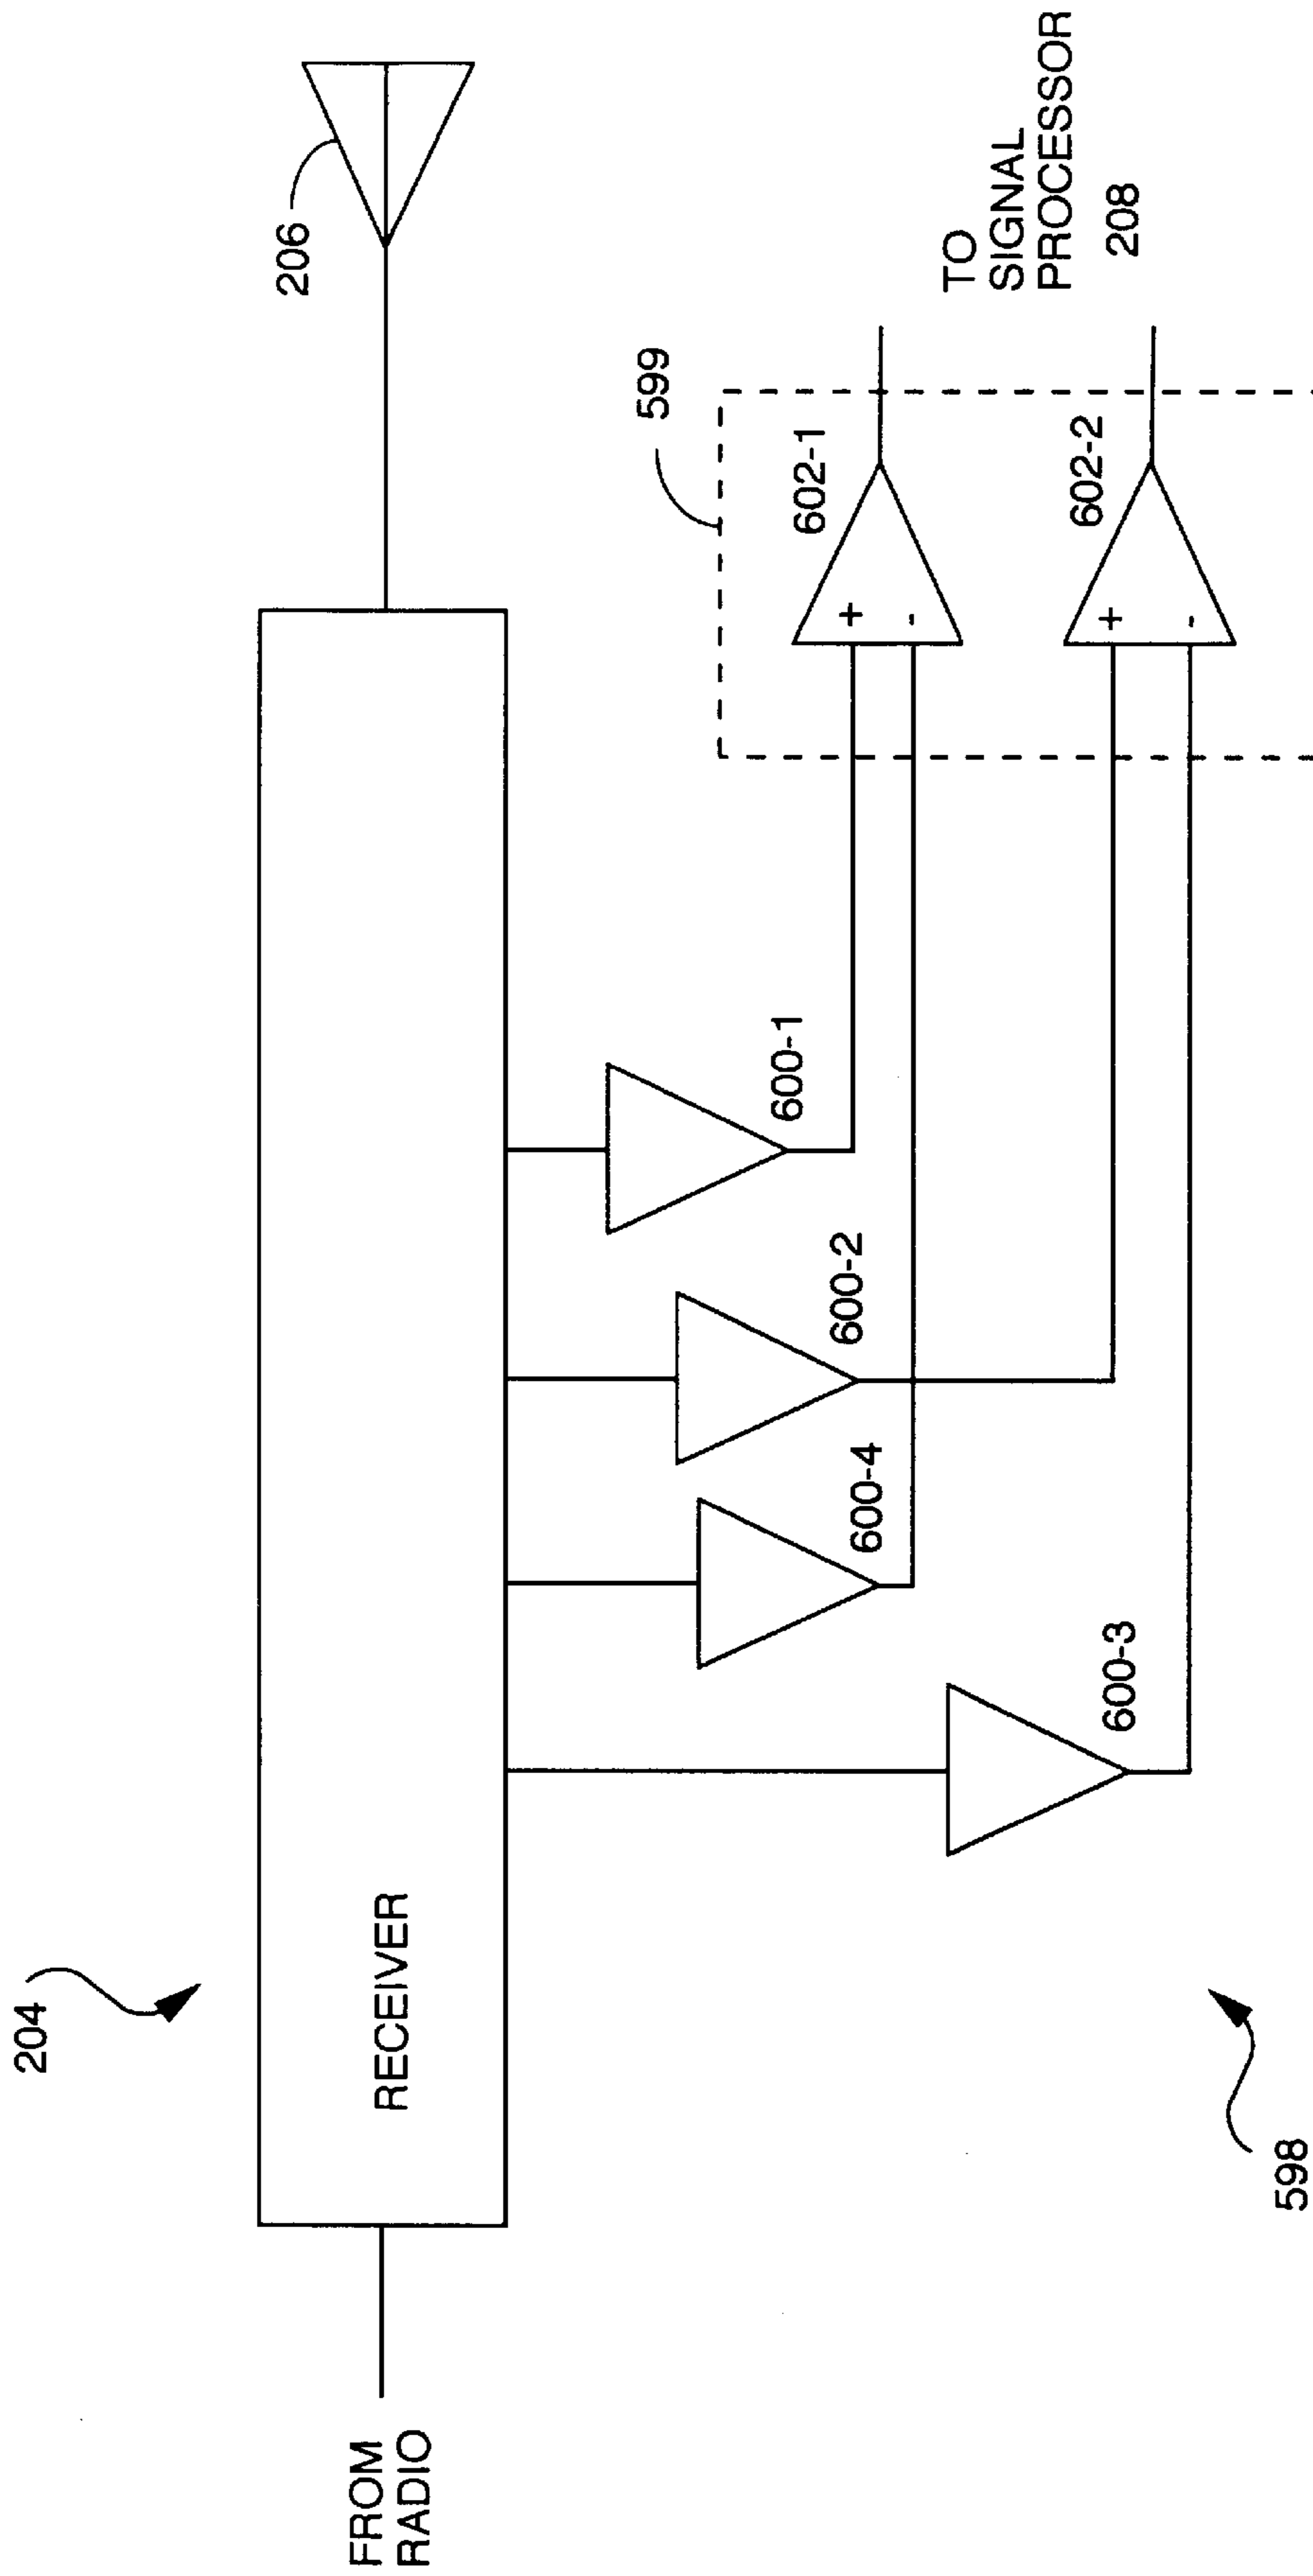 204
206
FROM
RADIO
RECEIVER
599
600-1
600-2
600-4
600-3
602-1
+
-
602-2
+
-
TO
SIGNAL
PROCESSOR
208
598